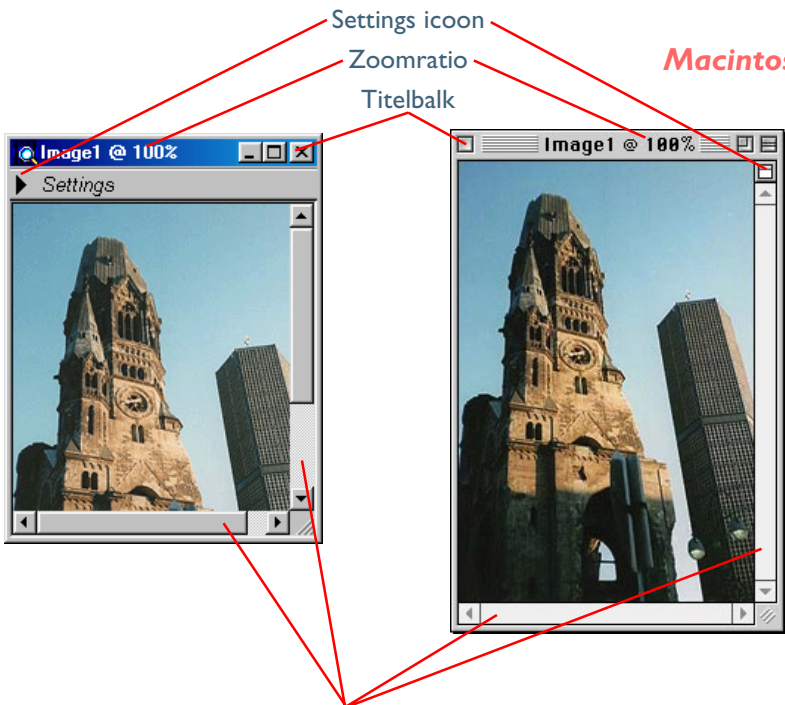 Settings icoon
Zoomratio
Macintos
Titelbalk
Image1 @ 100%
Image1 @ 100%
Settings